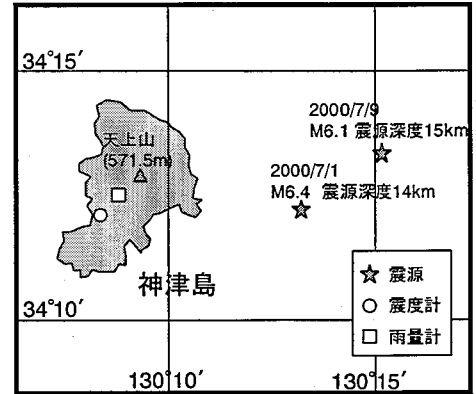 34°15′
2000/7/9
M6.1 震源深度15km
天上山
(571.5m)
2000/7/1
M6.4 震源深度14km
神津島
震源
震度計
雨量計
34°10′
130°10′
130°15′